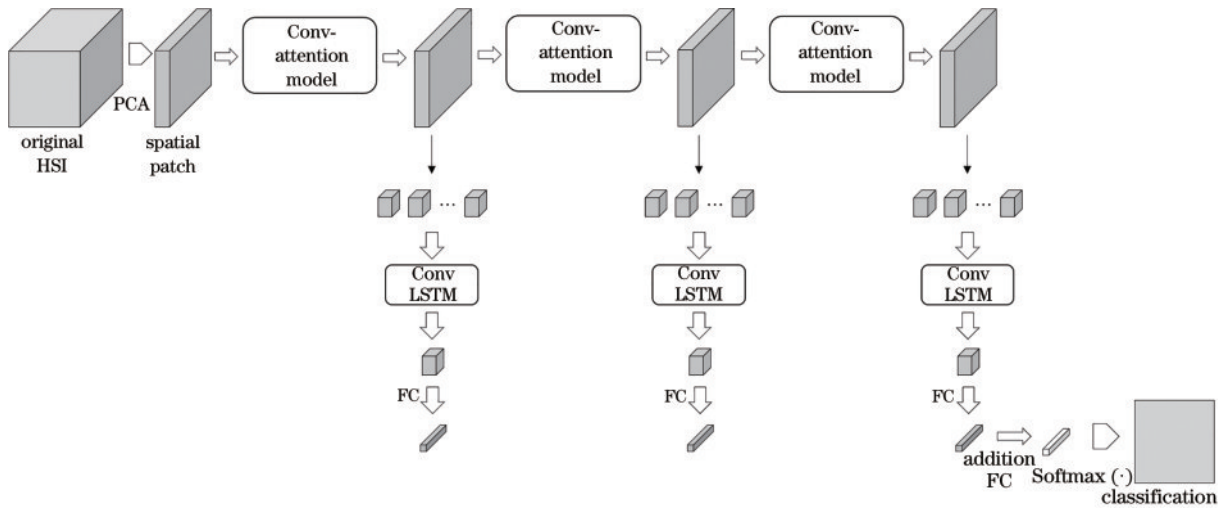 Conv-
attention
model
Conv-
attention
model
Conv-
attention
model
PCA
original
HSI
spatial
patch
...
...
...
Conv
LSTM
Conv
LSTM
Conv
LSTM
FC
FC
FC
addition
FC
Softmax (·)
classification